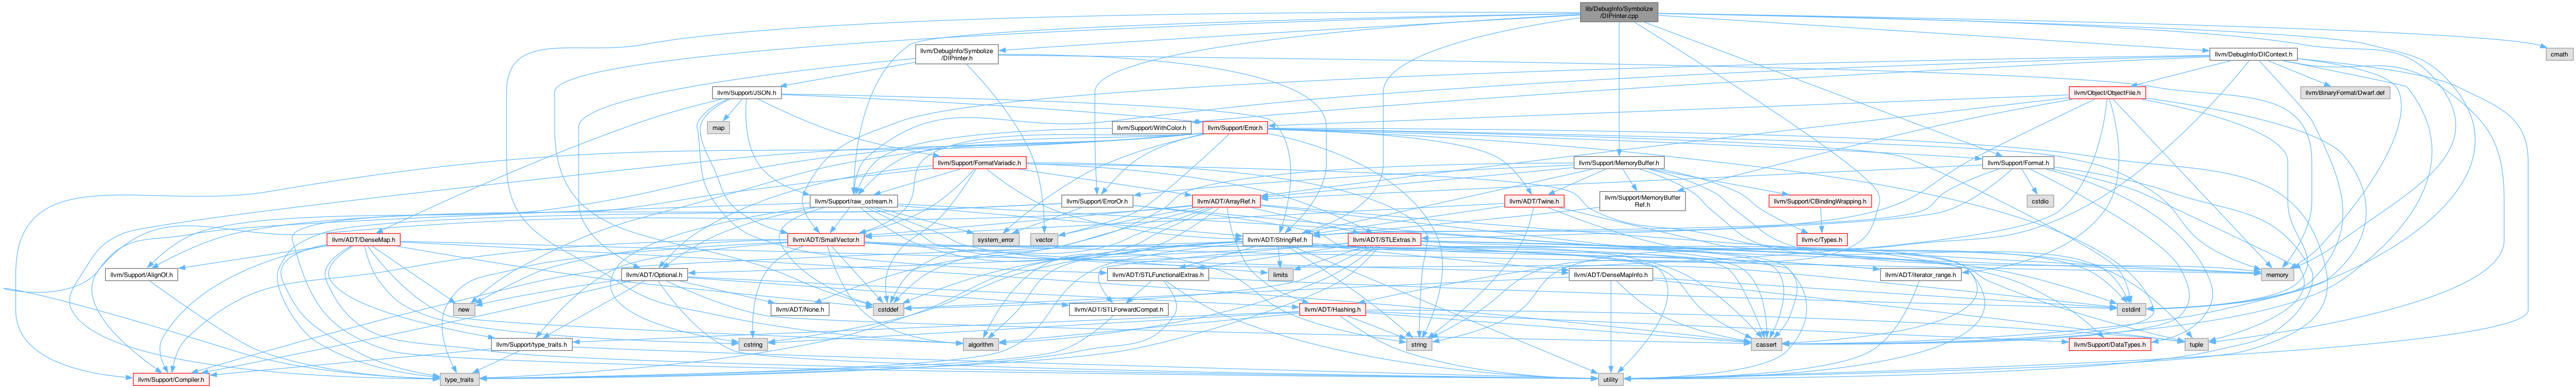 lib/DebugInfo/Symbolize
/DIPrinter.cpp
llvm/DebugInfo/Symbolize
/DIPrinter.h
llvm/DebugInfo/DIContext.h
cmath
llvm/Support/JSON.h
llvm/Object/ObjectFile.h
llvm/BinaryFormat/Dwarf.def
map
llvm/Support/WithColor.h
llvm/Support/Error.h
llvm/Support/FormatVariadic.h
llvm/Support/MemoryBuffer.h
llvm/Support/Format.h
llvm/Support/raw_ostream.h
llvm/Support/ErrorOr.h
llvm/ADT/ArrayRef.h
llvm/ADT/Twine.h
llvm/Support/MemoryBuffer
Ref.h
llvm/Support/CBindingWrapping.h
cstdio
llvm/ADT/DenseMap.h
llvm/ADT/SmallVector.h
system_error
vector
llvm/ADT/StringRef.h
llvm/ADT/STLExtras.h
llvm-c/Types.h
llvm/Support/AlignOf.h
llvm/ADT/Optional.h
llvm/ADT/STLFunctionalExtras.h
limits
llvm/ADT/DenseMapInfo.h
llvm/ADT/iterator_range.h
memory
new
llvm/ADT/None.h
cstddef
llvm/ADT/STLForwardCompat.h
llvm/ADT/Hashing.h
cstdint
llvm/Support/type_traits.h
cstring
algorithm
string
cassert
llvm/Support/DataTypes.h
tuple
llvm/Support/Compiler.h
type_traits
utility